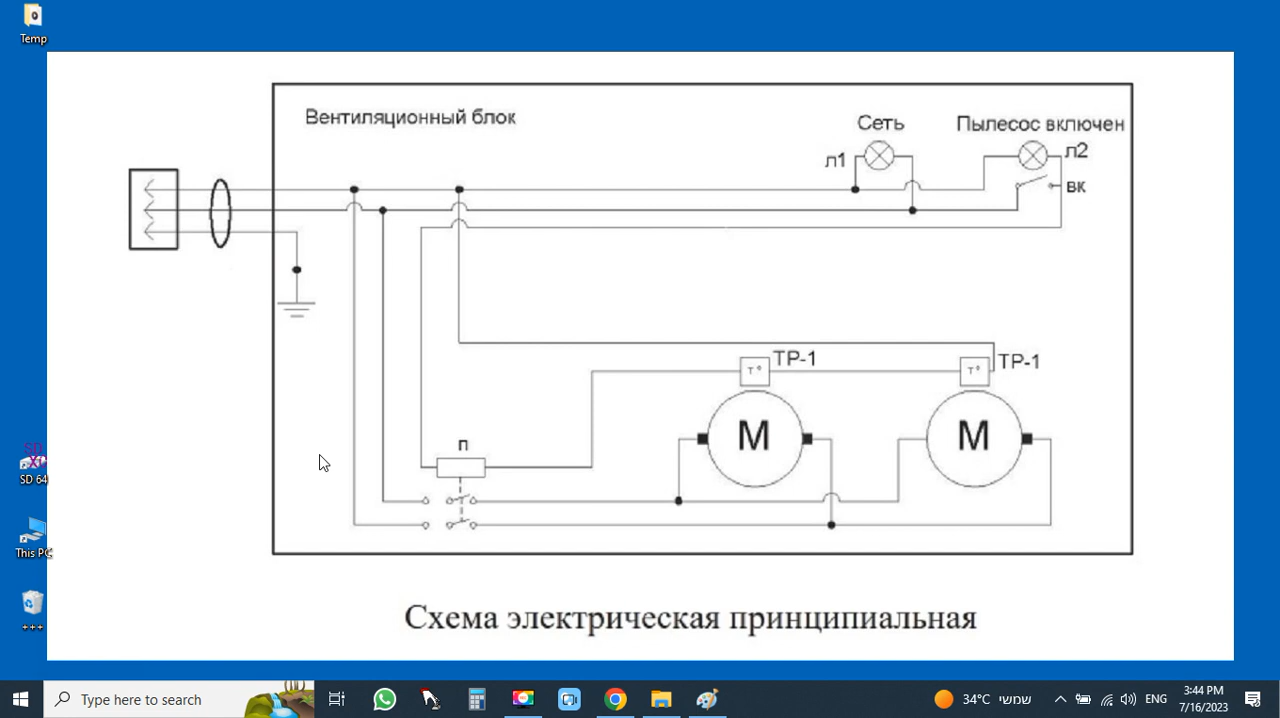 Temp
Вентиляционный блок
Сеть
Пылесос включен
л1
л2
ВК
ТР-1
ТР-1
T°
T°
М
М
П
SD 64
This PC
+++
Схема электрическая принципиальная
Type here to search
34°C
שמשי
ENG
3:44 PM
7/16/2023